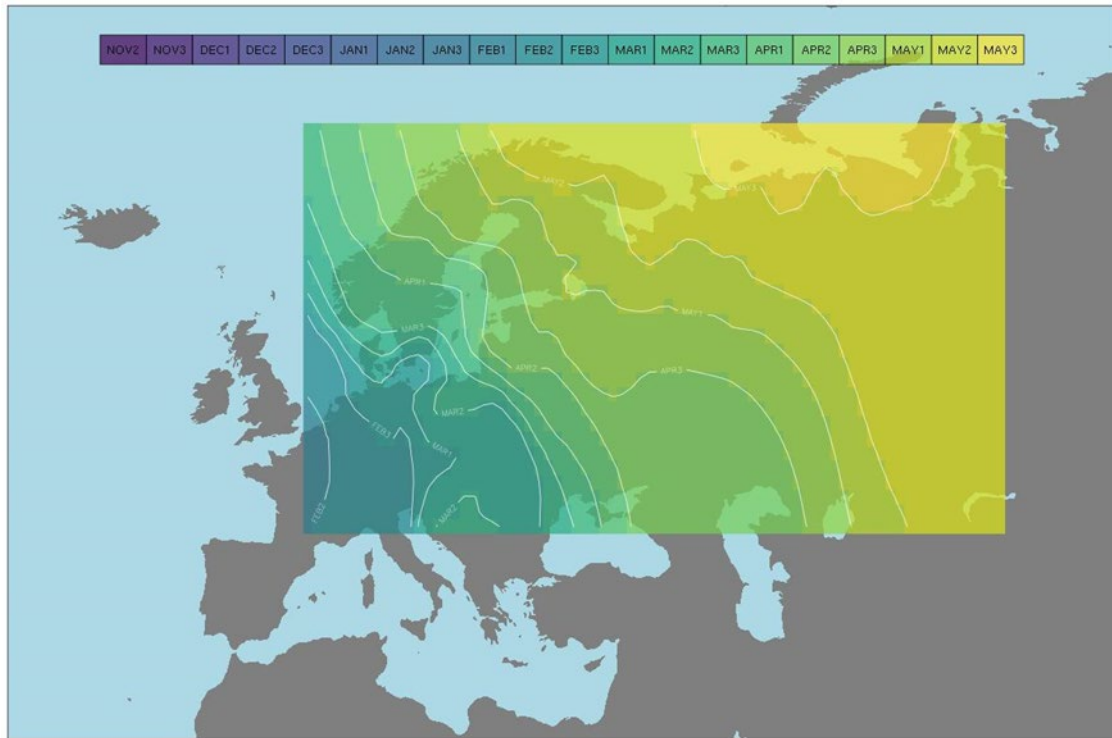 NOV2 NOV3 DEC1 DEC2 DEC3 JAN1 JAN2 JAN3 FEB1 FEB2 FEB3 MAR1 MAR2 MAR3 APR1 APR2 APR3 MAY1 MAY2 MAY3
MAY2
MAY3
APR1
MAY1
MAR3
APR2
APR3
MAR2
FEB3
MAR1
FEB2
MAR2